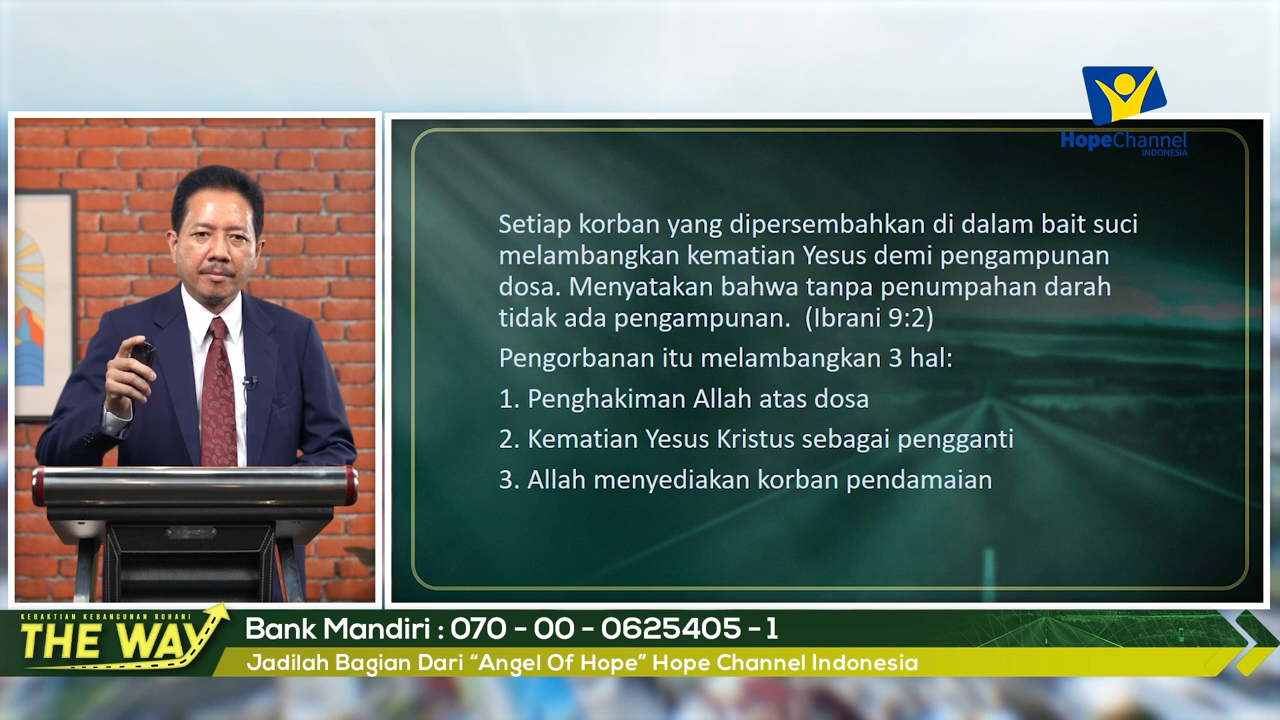 HopeChannel
INDONESIA
Setiap korban yang dipersembahkan di dalam bait suci
melambangkan kematian Yesus demi pengampunan
dosa. Menyatakan bahwa tanpa penumpahan darah
tidak ada pengampunan. (Ibrani 9:2)
Pengorbanan itu melambangkan 3 hal:
1. Penghakiman Allah atas dosa
2. Kematian Yesus Kristus sebagai pengganti
3. Allah menyediakan korban pendamaian
KEBAKTIAN KEBANGUNAN ROHANI
THE WAY
Bank Mandiri : 070 - 00 - 0625405 - 1
Jadilah Bagian Dari “Angel Of Hope” Hope Channel Indonesia